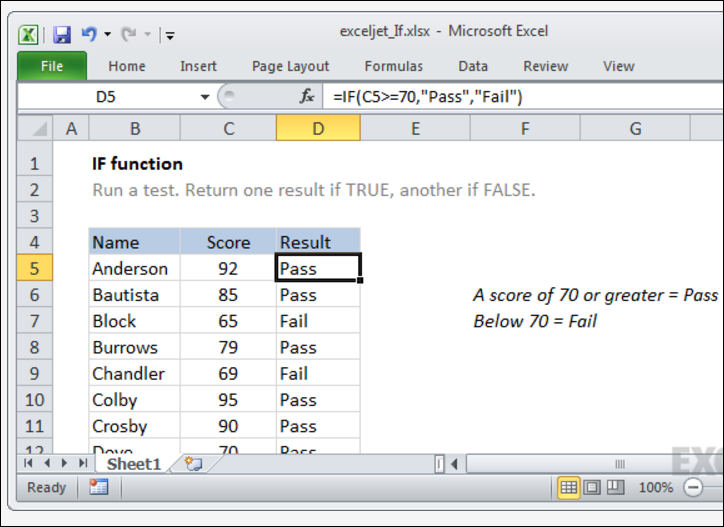 exceljet_If.xlsx - Microsoft Excel
File Home Insert Page Layout Formulas Data Review View
D5 fx =IF(C5>=70,"Pass","Fail")
A B C D E F G
1 IF function
2 Run a test. Return one result if TRUE, another if FALSE.
3
4 Name Score Result
5 Anderson 92 Pass
6 Bautista 85 Pass A score of 70 or greater = Pass
7 Block 65 Fail Below 70 = Fail
8 Burrows 79 Pass
9 Chandler 69 Fail
10 Colby 95 Pass
11 Crosby 90 Pass
12 Dove 70 Pass
Sheet1
Ready 100%